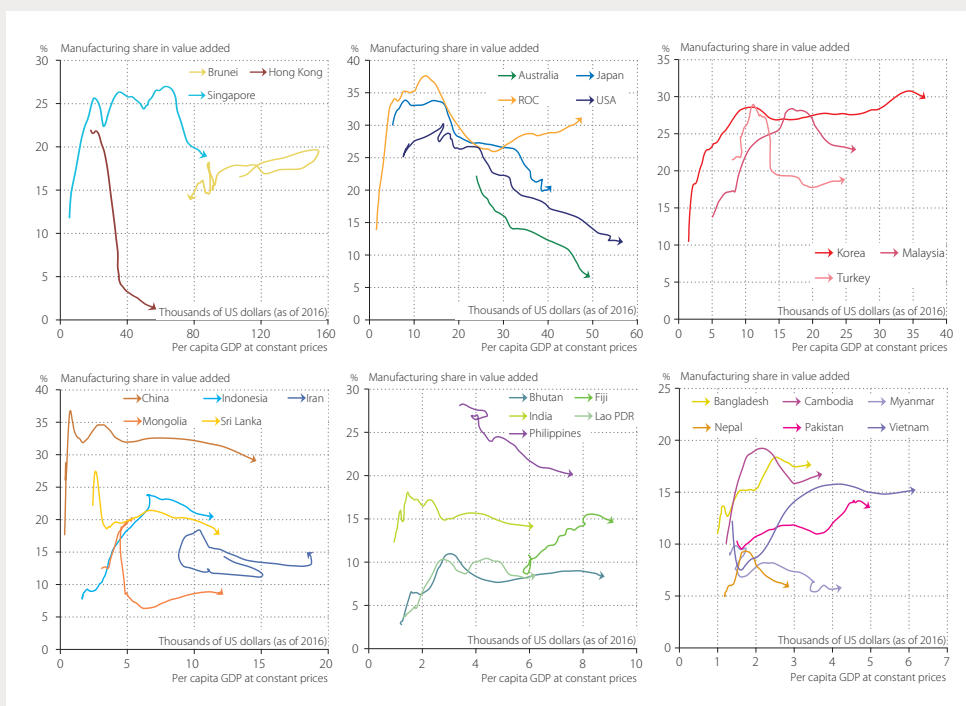 % Manufacturing share in value added
30
25
20
15
10
5
0
Brunei Hong Kong
Singapore
Thousands of US dollars (as of 2016)
0 40 80 120 160
Per capita GDP at constant prices
% Manufacturing share in value added
40
35
30
25
20
15
10
5
0
Australia Japan
ROC USA
Thousands of US dollars (as of 2016)
0 10 20 30 40 50 60
Per capita GDP at constant prices
% Manufacturing share in value added
35
30
25
20
15
10
5
0
Korea Malaysia
Turkey
Thousands of US dollars (as of 2016)
0 5 10 15 20 25 30 35 40
Per capita GDP at constant prices
% Manufacturing share in value added
40
35
30
25
20
15
10
5
0
China Indonesia Iran
Mongolia Sri Lanka
Thousands of US dollars (as of 2016)
0 5 10 15 20
Per capita GDP at constant prices
% Manufacturing share in value added
30
25
20
15
10
5
0
Bhutan Fiji
India Lao PDR
Philippines
Thousands of US dollars (as of 2016)
0 2 4 6 8 10
Per capita GDP at constant prices
% Manufacturing share in value added
25
20
15
10
5
0
Bangladesh Cambodia Myanmar
Nepal Pakistan Vietnam
Thousands of US dollars (as of 2016)
0 1 2 3 4 5 6 7
Per capita GDP at constant prices